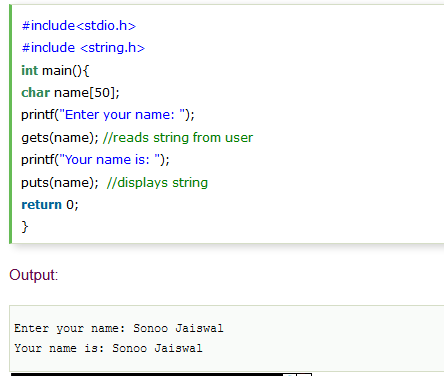 #include<stdio.h>
#include <string.h>
int main(){
char name[50];
printf("Enter your name: ");
gets(name); //reads string from user
printf("Your name is: ");
puts(name);  //displays string
return 0;
}
Output:
Enter your name: Sonoo Jaiswal
Your name is: Sonoo Jaiswal